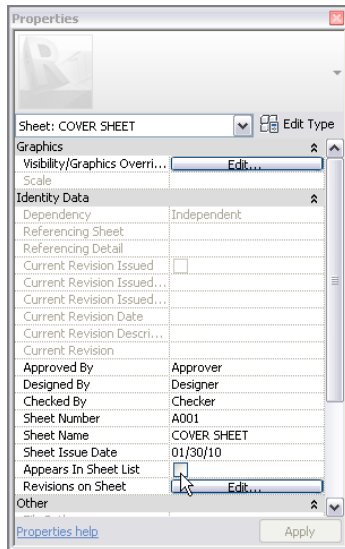 Properties
Sheet: COVER SHEET Edit Type
Graphics
Visibility/Graphics Overri... Edit...
Scale
Identity Data
Dependency Independent
Referencing Sheet
Referencing Detail
Current Revision Issued
Current Revision Issued...
Current Revision Issued...
Current Revision Date
Current Revision Descri...
Current Revision
Approved By Approver
Designed By Designer
Checked By Checker
Sheet Number A001
Sheet Name COVER SHEET
Sheet Issue Date 01/30/10
Appears In Sheet List
Revisions on Sheet Edit...
Other
Properties help Apply